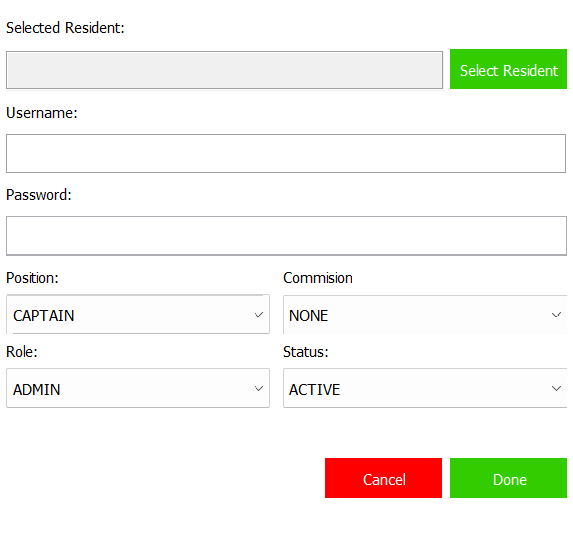 Selected Resident:
Select Resident
Username:
Password:
Position:
Commision
CAPTAIN
NONE
Role:
Status:
ADMIN
ACTIVE
Cancel
Done